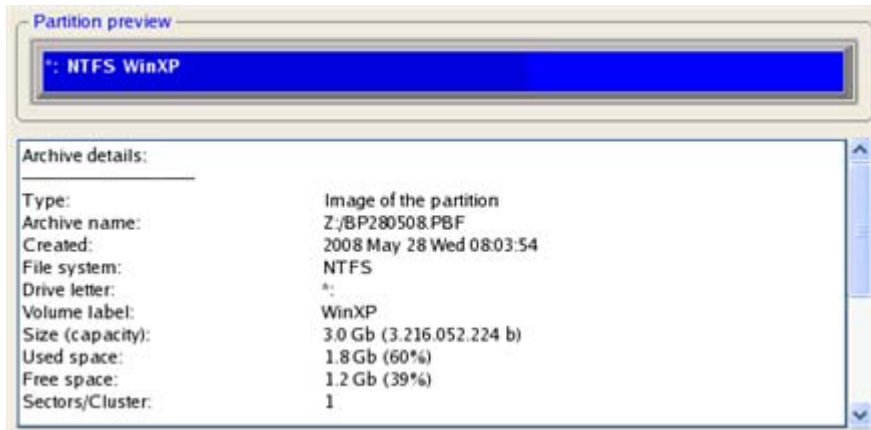 Partition preview
*: NTFS WinXP
Archive details:
Type: Image of the partition
Archive name: Z:/BP280508.PBF
Created: 2008 May 28 Wed 08:03:54
File system: NTFS
Drive letter: *:
Volume label: WinXP
Size (capacity): 3.0 Gb (3.216.052.224 b)
Used space: 1.8 Gb (60%)
Free space: 1.2 Gb (39%)
Sectors/Cluster: 1